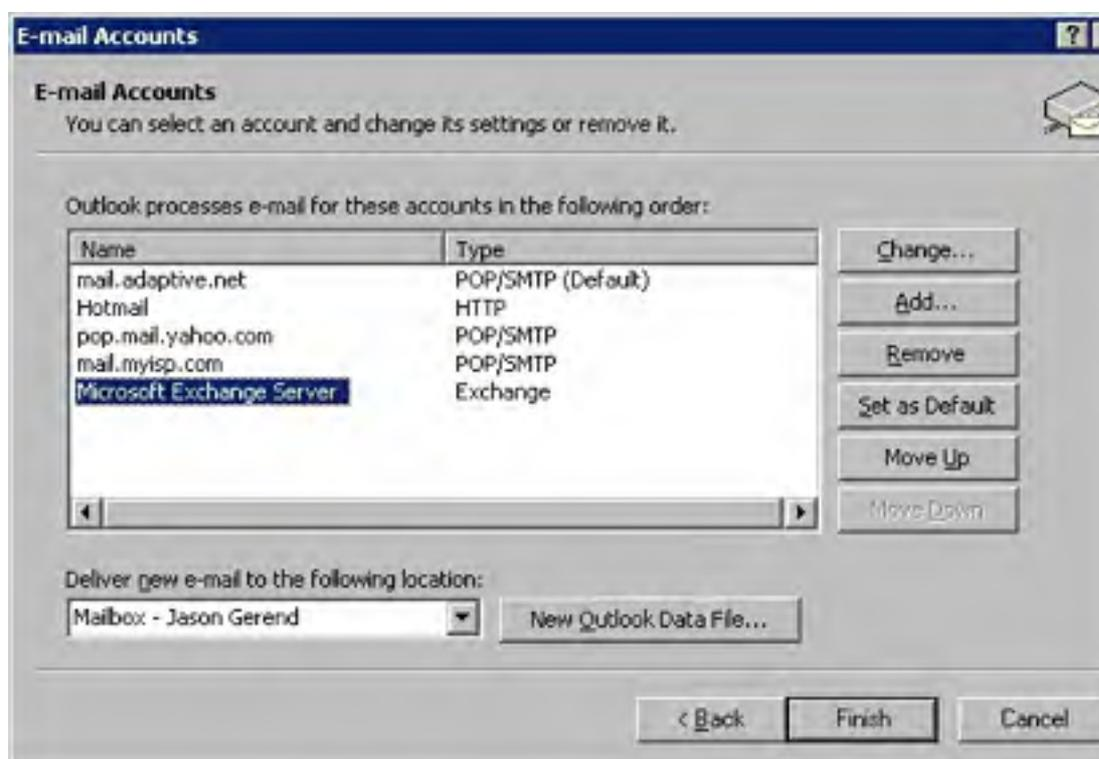 E-mail Accounts
?
E-mail Accounts
You can select an account and change its settings or remove it.
Outlook processes e-mail for these accounts in the following order:
Name Type
mail.adaptive.net POP/SMTP (Default)
Hotmail HTTP
pop.mail.yahoo.com POP/SMTP
mail.myisp.com POP/SMTP
Microsoft Exchange Server Exchange
Change...
Add...
Remove
Set as Default
Move Up
Move Down
Deliver new e-mail to the following location:
Mailbox - Jason Gerend
New Outlook Data File...
< Back Finish Cancel